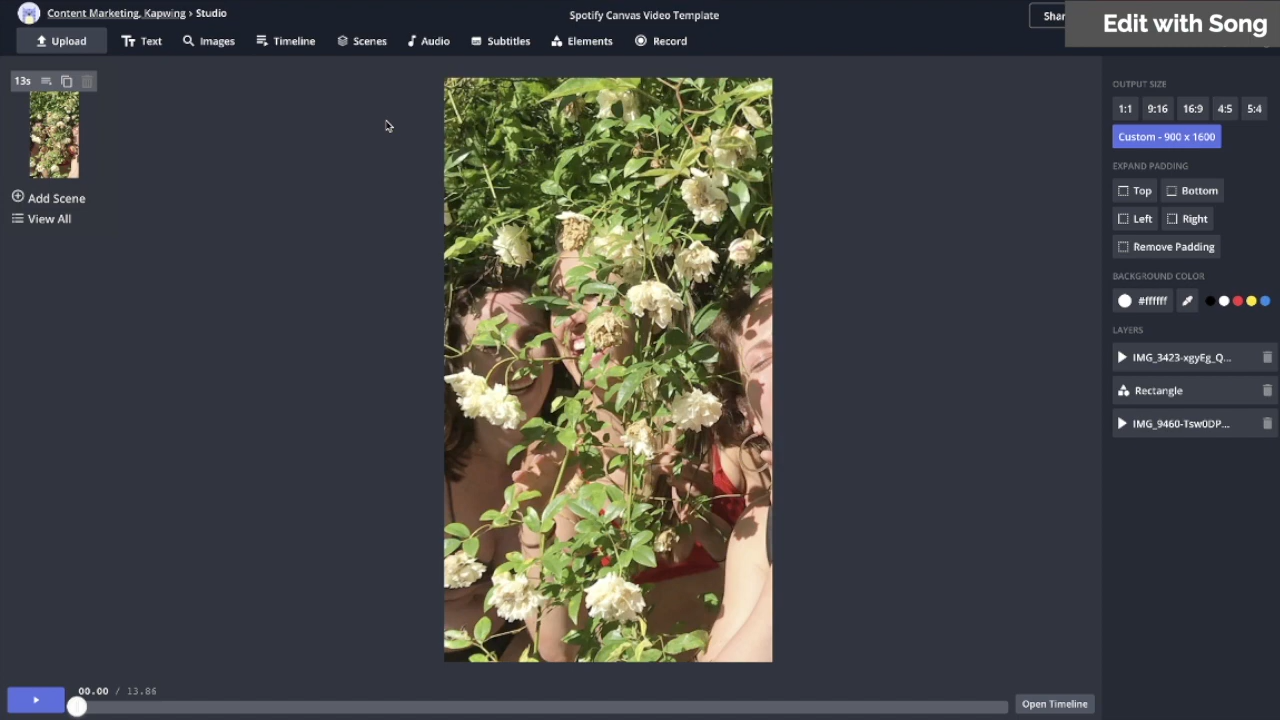 Content Marketing, Kapwing › Studio
Spotify Canvas Video Template
Shar
Edit with Song
Upload
Text
Images
Timeline
Scenes
Audio
Subtitles
Elements
Record
13s
Add Scene
View All
OUTPUT SIZE
1:1 9:16 16:9 4:5 5:4
Custom - 900 x 1600
EXPAND PADDING
Top Bottom
Left Right
Remove Padding
BACKGROUND COLOR
#ffffff
LAYERS
IMG_3423-xgyEg_Q...
Rectangle
IMG_9460-Tsw0DP...
00.00 / 13.86
Open Timeline